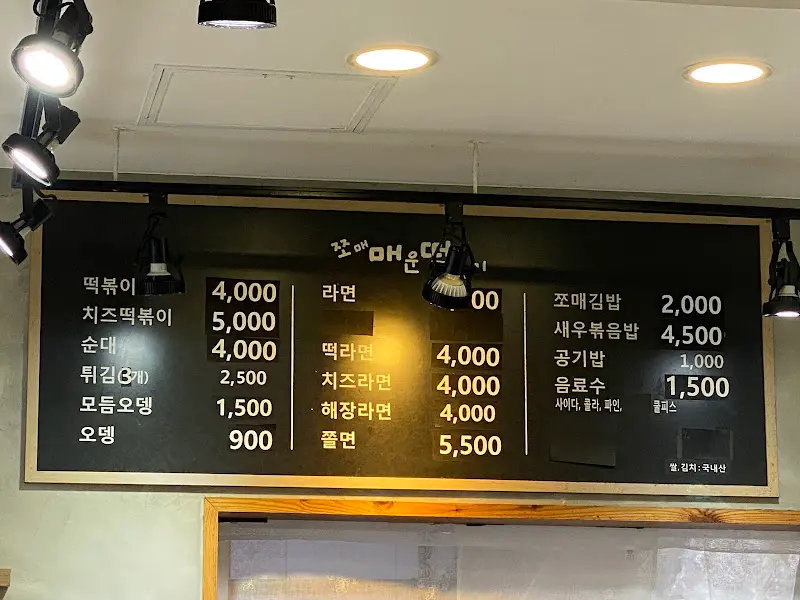 쪼매 매운떡
떡볶이 4,000
치즈떡볶이 5,000
순대 4,000
튀김(3개) 2,500
모듬오뎅 1,500
오뎅 900
라면 00
떡라면 4,000
치즈라면 4,000
해장라면 4,000
쫄면 5,500
쪼매김밥 2,000
새우볶음밥 4,500
공기밥 1,000
음료수 1,500
사이다, 콜라, 파인, 쿨피스
쌀, 김치 : 국내산